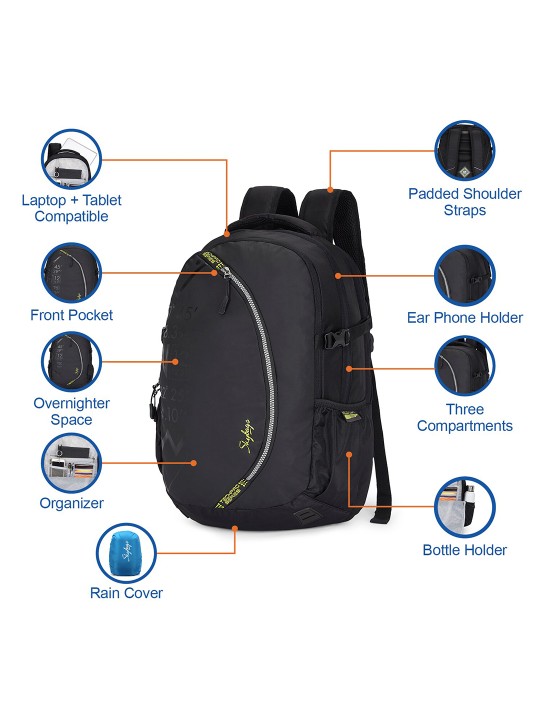 Laptop + Tablet
Compatible
Front Pocket
Overnighter
Space
Organizer
Rain Cover
Padded Shoulder
Straps
Ear Phone Holder
Three
Compartments
Bottle Holder
Skybags